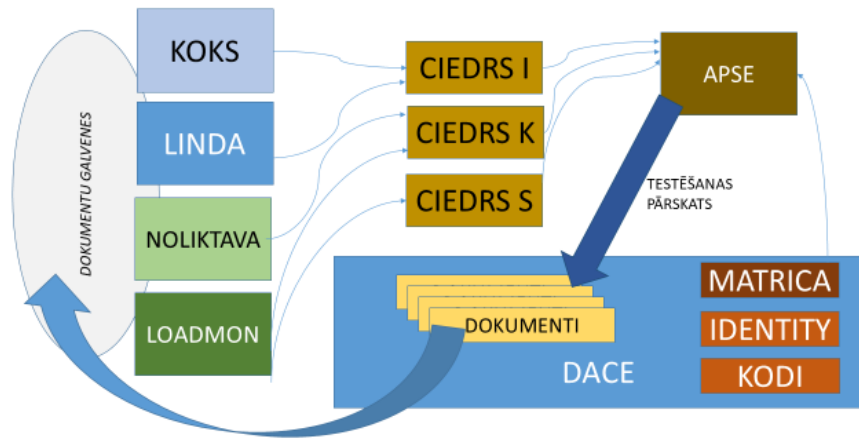 DOKUMENTU GALVENES
KOKS
LINDA
NOLIKTAVA
LOADMON
CIEDRS I
CIEDRS K
CIEDRS S
APSE
TESTĒŠANAS
PĀRSKATS
DOKUMENTI
DACE
MATRICA
IDENTITY
KODI